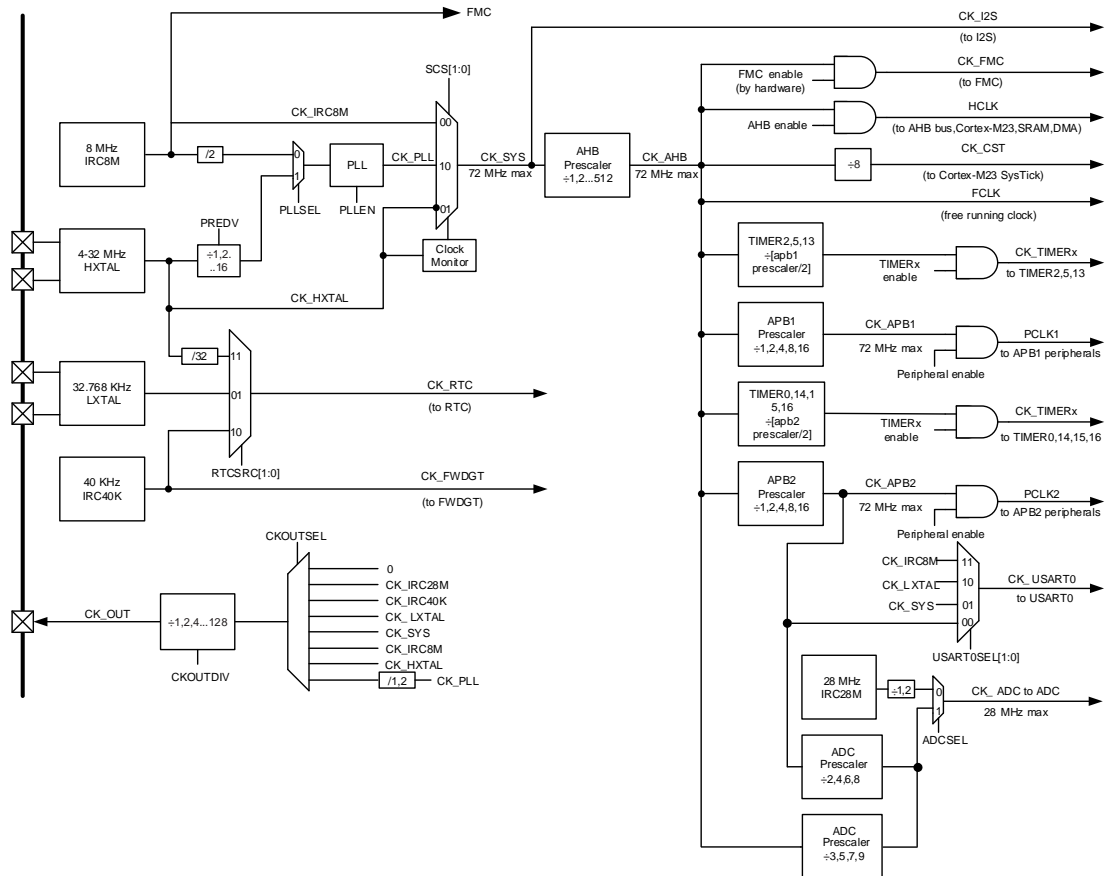 FMC
CK_I2S
(to I2S)
SCS[1:0]
CK_IRC8M
00
8 MHz
IRC8M
/2
0
1
PLLSEL
PLL
PLLEN
CK_PLL
10
01
CK_SYS
72 MHz max
AHB
Prescaler
÷1,2...512
CK_AHB
72 MHz max
FMC enable
(by hardware)
CK_FMC
(to FMC)
AHB enable
HCLK
(to AHB bus,Cortex-M23,SRAM,DMA)
÷8
CK_CST
(to Cortex-M23 SysTick)
FCLK
(free running clock)
PREDV
4-32 MHz
HXTAL
÷1,2.
..16
Clock
Monitor
CK_HXTAL
TIMER2,5,13
÷[apb1
prescaler/2]
TIMERx
enable
CK_TIMERx
to TIMER2,5,13
/32
11
01
10
32.768 KHz
LXTAL
CK_RTC
(to RTC)
APB1
Prescaler
÷1,2,4,8,16
CK_APB1
72 MHz max
Peripheral enable
PCLK1
to APB1 peripherals
TIMER0,14,1
5,16
÷[apb2
prescaler/2]
TIMERx
enable
CK_TIMERx
to TIMER0,14,15,16
RTCSRC[1:0]
40 KHz
IRC40K
CK_FWDGT
(to FWDGT)
APB2
Prescaler
÷1,2,4,8,16
CK_APB2
72 MHz max
Peripheral enable
PCLK2
to APB2 peripherals
CKOUTSEL
0
CK_IRC28M
CK_IRC40K
CK_LXTAL
CK_SYS
CK_IRC8M
CK_HXTAL
/1,2
CK_PLL
CK_OUT
÷1,2,4...128
CKOUTDIV
CK_IRC8M
11
CK_LXTAL
10
CK_SYS
01
00
CK_USART0
to USART0
USART0SEL[1:0]
28 MHz
IRC28M
÷1,2
0
1
CK_ ADC to ADC
28 MHz max
ADCSEL
ADC
Prescaler
÷2,4,6,8
ADC
Prescaler
÷3,5,7,9